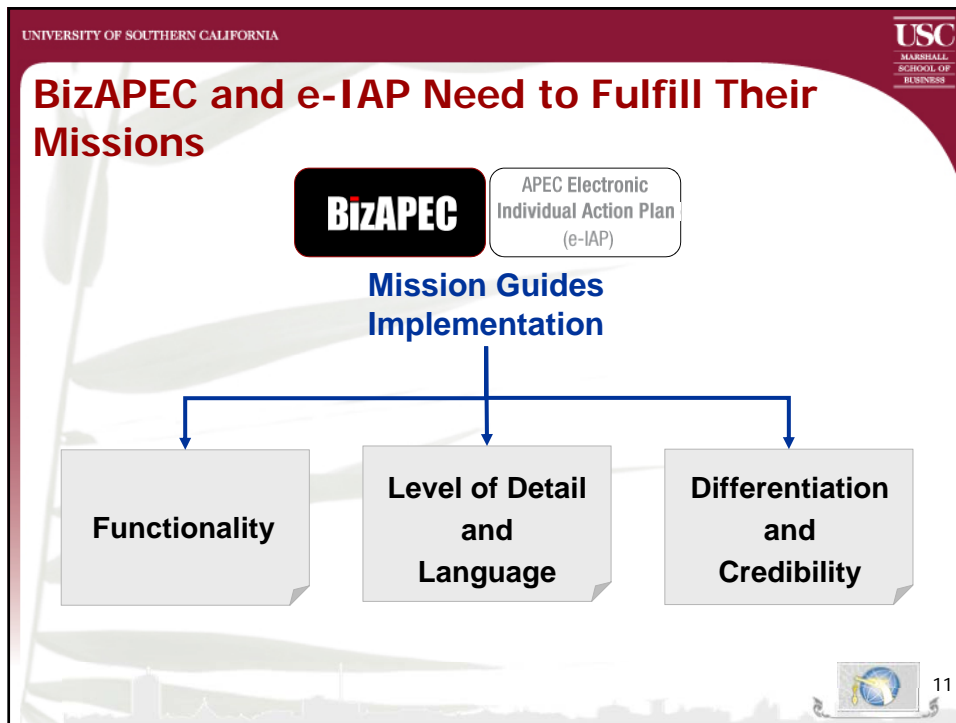 UNIVERSITY OF SOUTHERN CALIFORNIA
USC
MARSHALL
SCHOOL OF
BUSINESS
BizAPEC and e-IAP Need to Fulfill Their
Missions
BizAPEC
APEC Electronic
Individual Action Plan
(e-IAP)
Mission Guides
Implementation
Functionality
Level of Detail
and
Language
Differentiation
and
Credibility
11